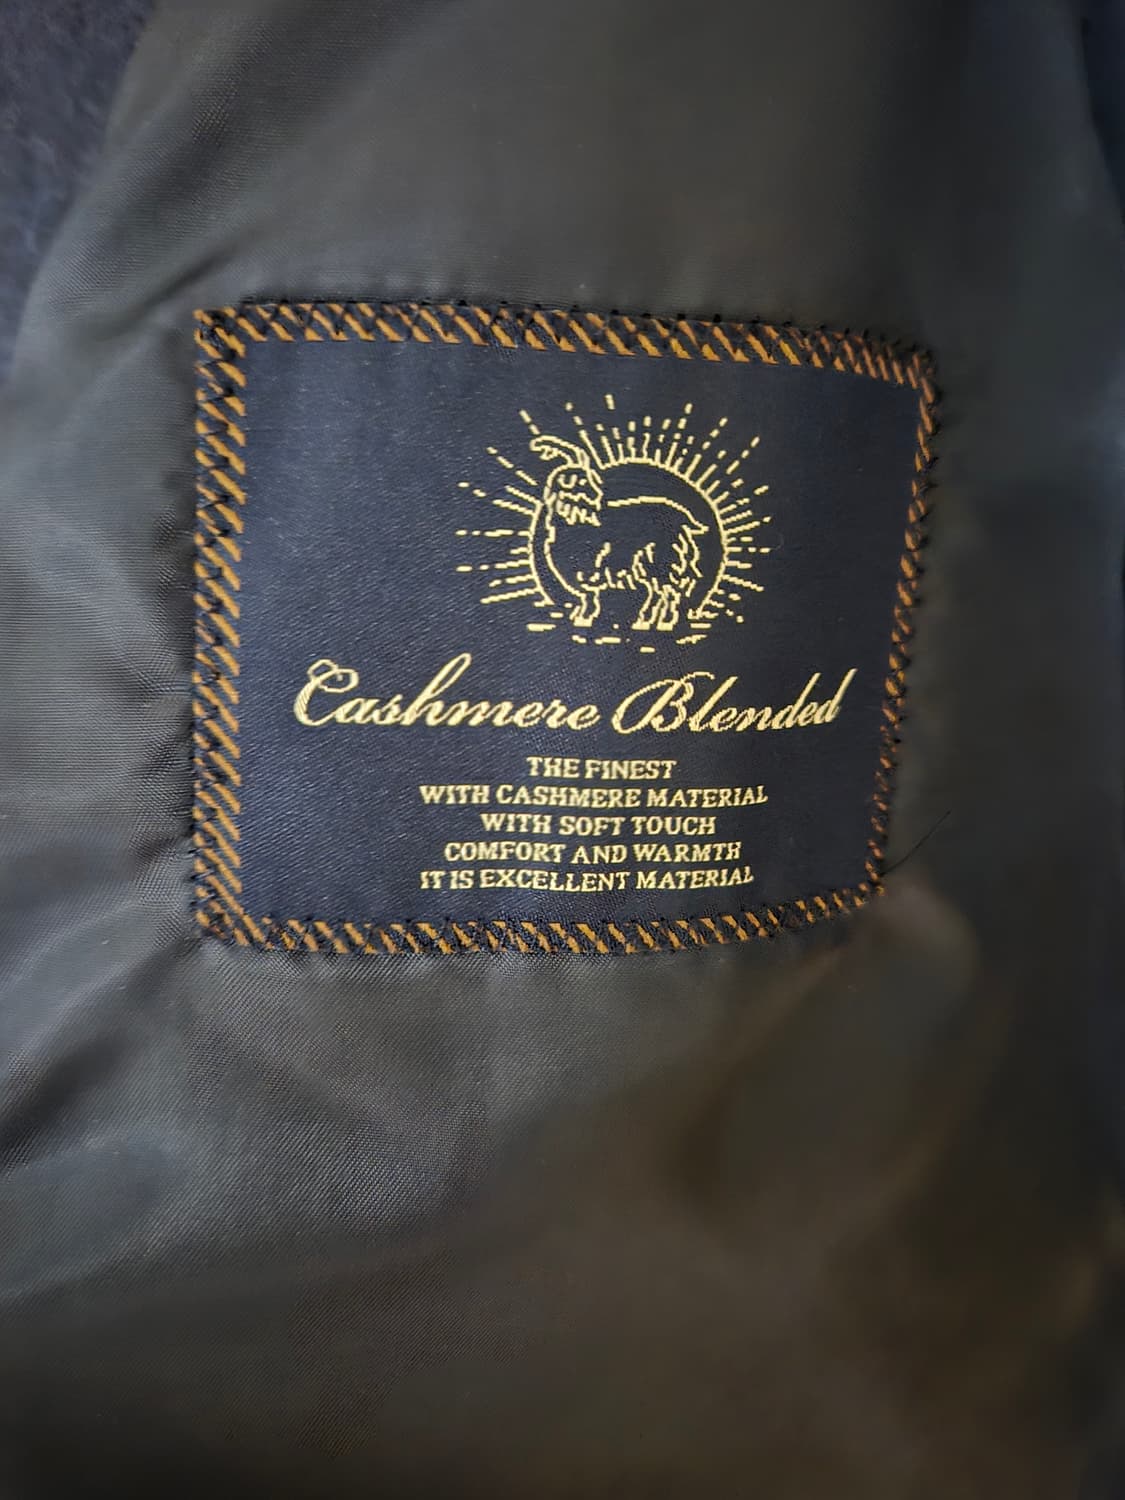 Cashmere Blended
THE FINEST
WITH CASHMERE MATERIAL
WITH SOFT TOUCH
COMFORT AND WARMTH
IT IS EXCELLENT MATERIAL